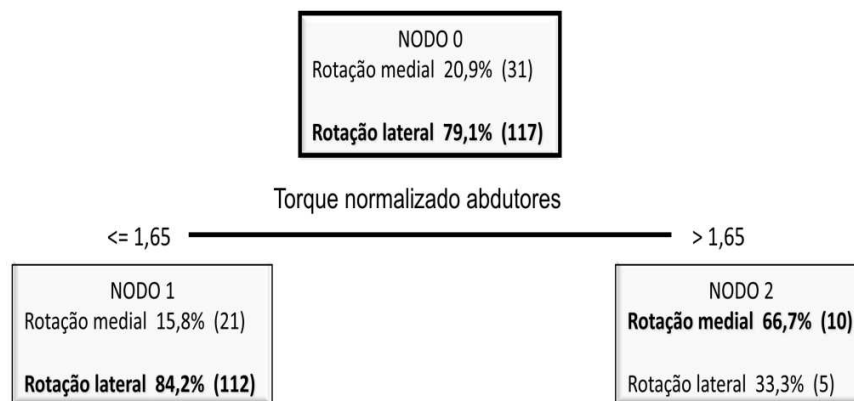 NODO 0
Rotação medial 20,9% (31)
Rotação lateral 79,1% (117)
Torque normalizado abdutores
<= 1,65
> 1,65
NODO 1
Rotação medial 15,8% (21)
Rotação lateral 84,2% (112)
NODO 2
Rotação medial 66,7% (10)
Rotação lateral 33,3% (5)